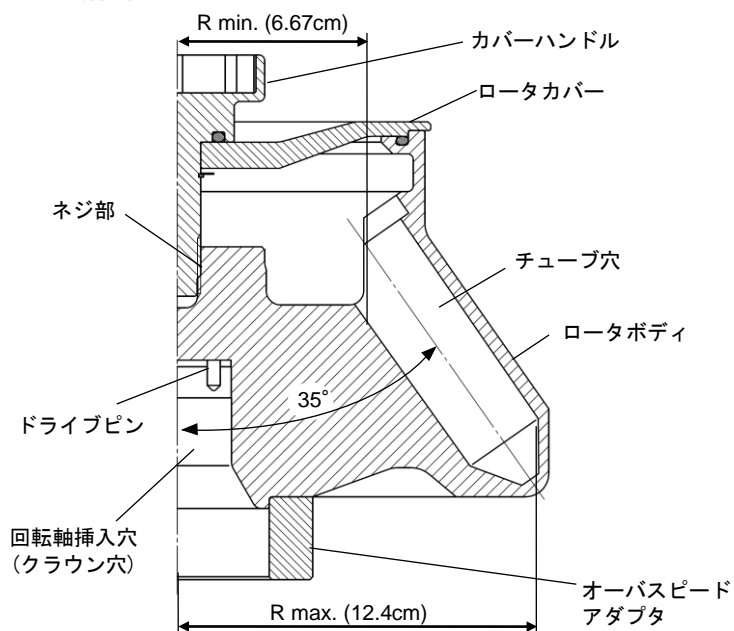 R min. (6.67cm)
カバーハンドル
ロータカバー
ネジ部
チューブ穴
ロータボディ
35°
ドライブピン
回転軸挿入穴
(クラウン穴)
オーバスピード
アダプタ
R max. (12.4cm)